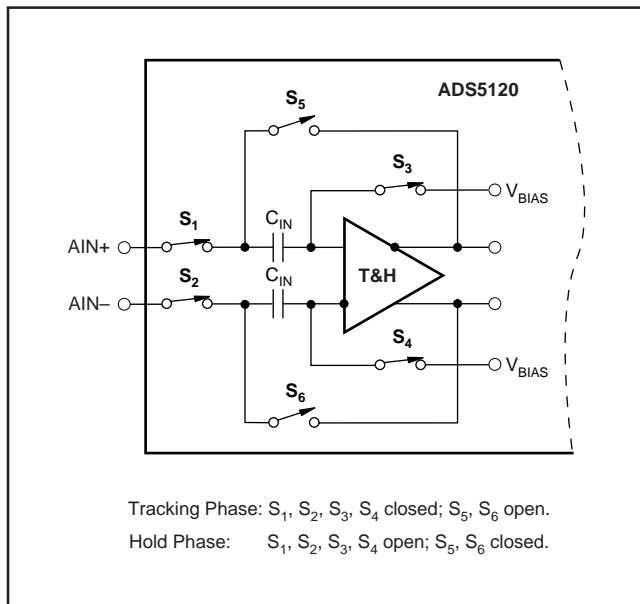 ADS5120
S5
S3
VBIAS
S1
CIN
AIN+
S2
CIN
T&H
AIN–
S4
VBIAS
S6
Tracking Phase: S1, S2, S3, S4 closed; S5, S6 open.
Hold Phase: S1, S2, S3, S4 open; S5, S6 closed.